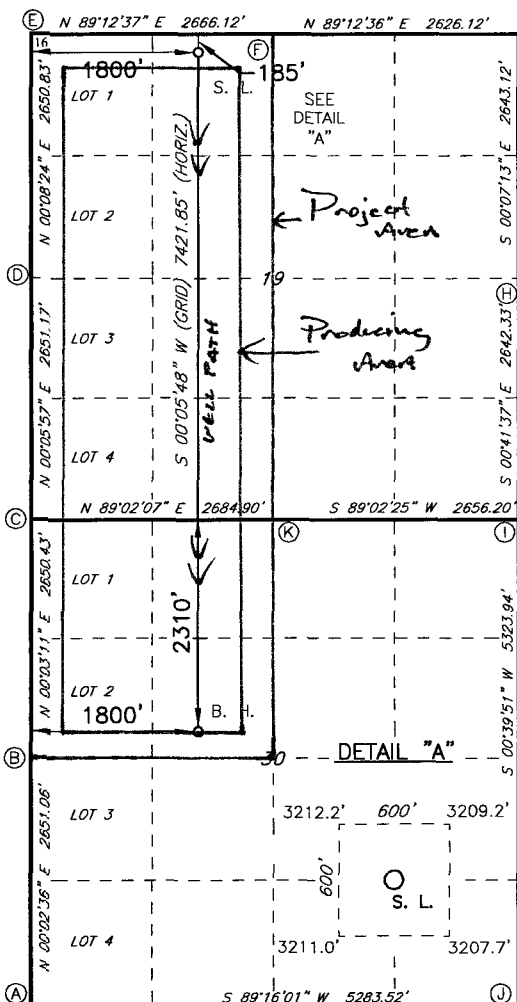 E N 89°12'37" E 2666.12' N 89°12'36" E 2626.12'
16
F
1800' 185'
LOT 1 S. L.
SEE
DETAIL
"A"
N 00°08'24" E 2650.83'
S 00°07'13" E 2643.12'
LOT 2
Project
Area
S 00°05'48" W (GRID) 7421.85' (HORIZ.)
WELL PATH
D 19 H
LOT 3
Producing
Area
N 00°05'57" E 2651.17'
S 00°41'37" E 2642.33'
LOT 4
N 89°02'07" E 2684.90' S 89°02'25" W 2656.20'
C K I
LOT 1
2310'
N 00°03'11" E 2650.43'
S 00°39'51" W 5323.94'
LOT 2
1800' B. H.
B 30 DETAIL "A"
LOT 3
3212.2' 600' 3209.2'
600'
S. L.
3211.0' 3207.7'
N 00°02'36" E 2651.06'
LOT 4
A S 89°16'01" W 5283.52' J